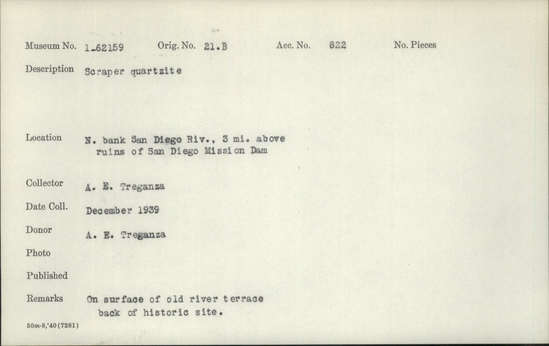 Museum No. 1-62159 Orig. No. 21.B Acc. No. 622 No. Pieces
Description Scraper quartzite
Location N. bank San Diego Riv., 3 mi. above
ruins of San Diego Mission Dam
Collector A. E. Treganza
Date Coll. December 1939
Donor A. E. Treganza
Photo
Published
Remarks On surface of old river terrace
back of historic site.
50m-8,'40(7281)